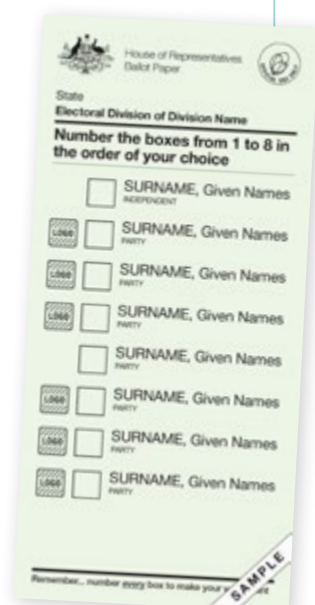 House of Representatives
Ballot Paper
State
Electoral Division of Division Name
Number the boxes from 1 to 8 in
the order of your choice
SURNAME, Given Names
INDEPENDENT
LOGO
SURNAME, Given Names
PARTY
LOGO
SURNAME, Given Names
PARTY
LOGO
SURNAME, Given Names
PARTY
SURNAME, Given Names
PARTY
LOGO
SURNAME, Given Names
PARTY
LOGO
SURNAME, Given Names
PARTY
LOGO
SURNAME, Given Names
PARTY
Remember... number every box to make your
SAMPLE